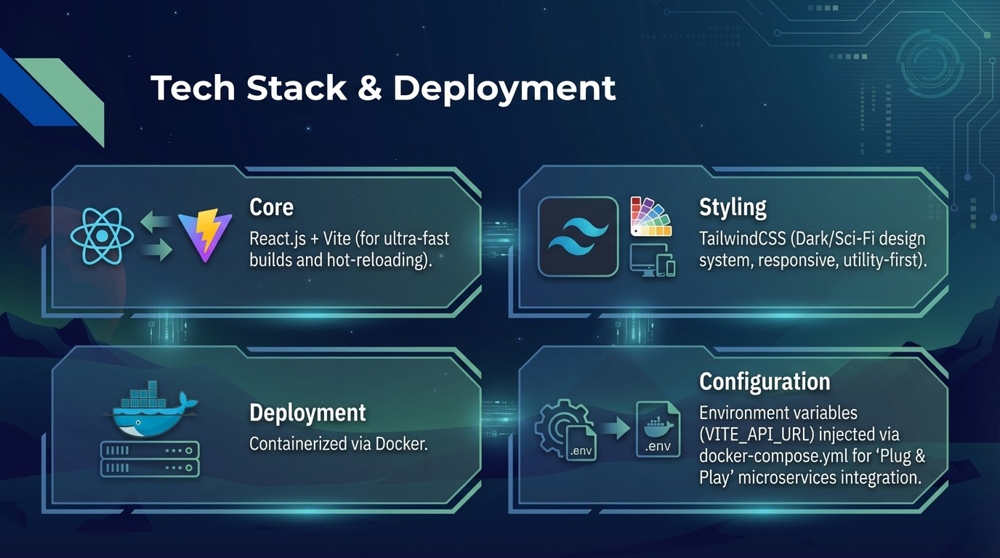 Tech Stack & Deployment
Core
React.js + Vite (for ultra-fast
builds and hot-reloading).
Styling
TailwindCSS (Dark/Sci-Fi design
system, responsive, utility-first).
Deployment
Containerized via Docker.
Configuration
Environment variables
(VITE_API_URL) injected via
docker-compose.yml for ‘Plug &
Play’ microservices integration.
.env
.env